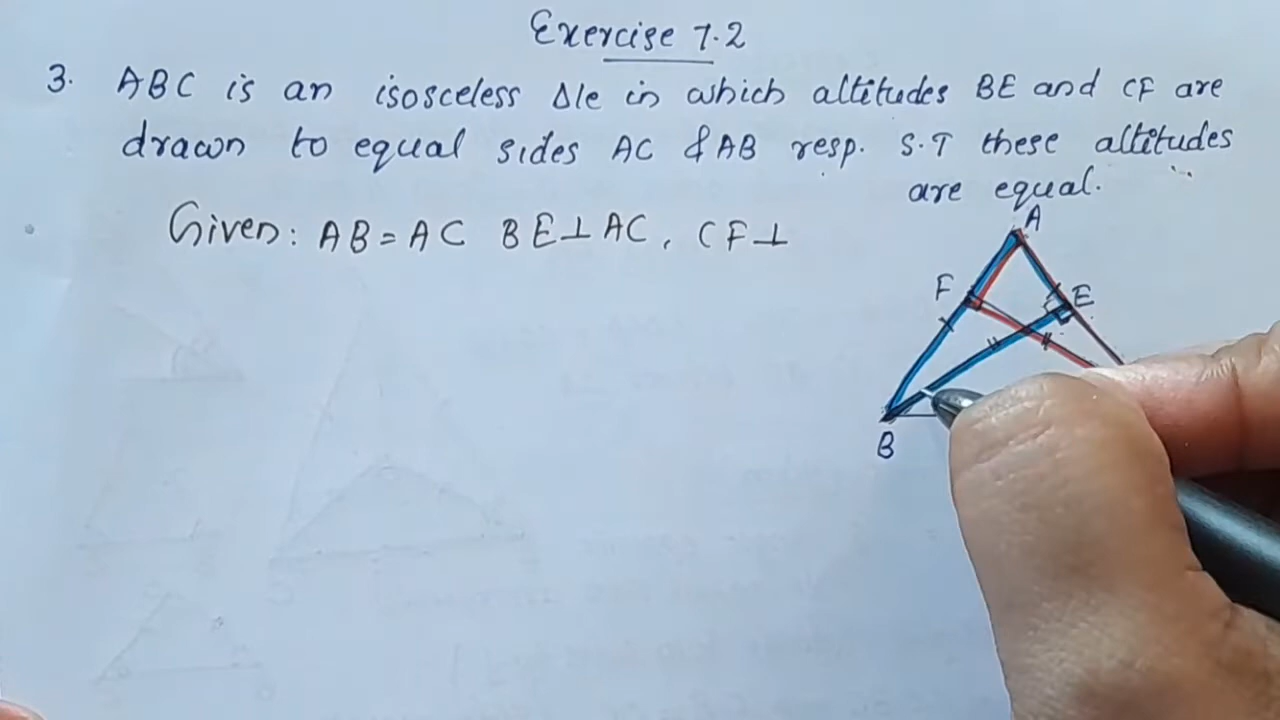 Exercise 7.2
3. ABC is an isosceless Δle in which altitudes BE and CF are
drawn to equal sides AC & AB resp. S.T these altitudes
are equal.
Given: AB = AC BE ⊥ AC, CF ⊥
A
F
E
B